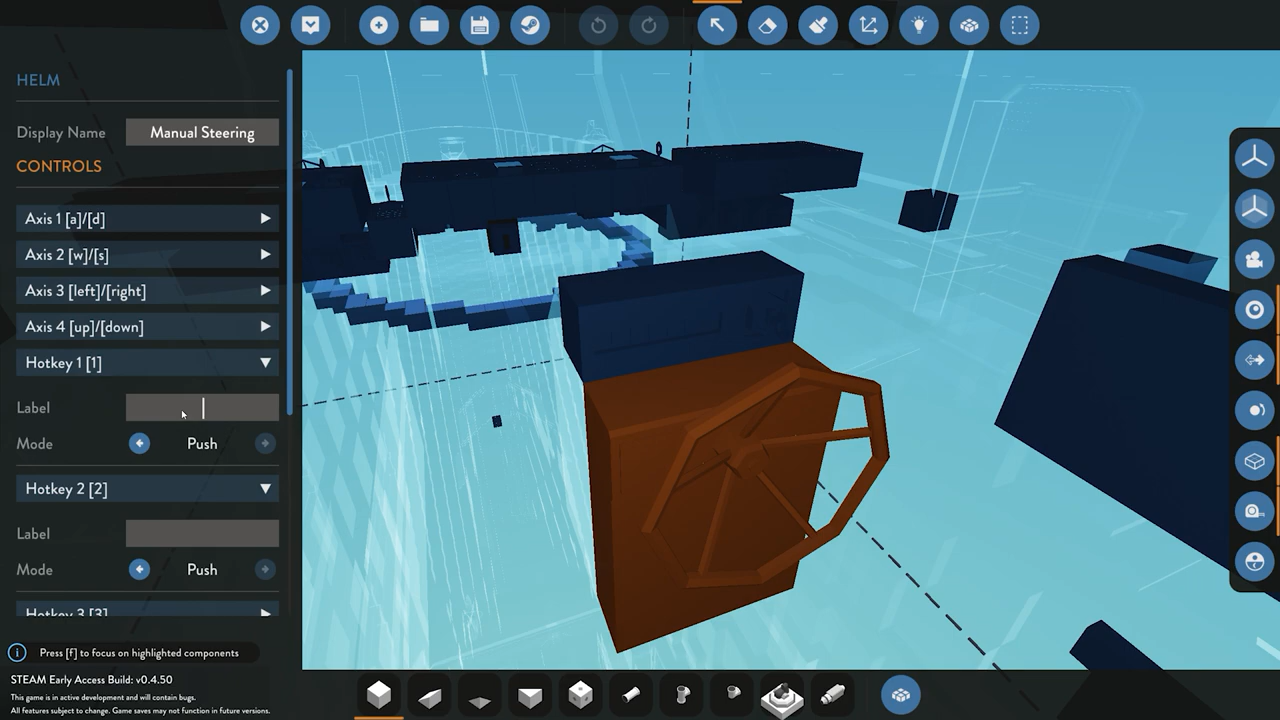 HELM
Display Name Manual Steering
CONTROLS
Axis 1 [a]/[d]
Axis 2 [w]/[s]
Axis 3 [left]/[right]
Axis 4 [up]/[down]
Hotkey 1 [1]
Label
Mode Push
Hotkey 2 [2]
Label
Mode Push
Hotkey 3 [3]
Press [f] to focus on highlighted components
STEAM Early Access Build: v0.4.50
This game is in active development and will contain bugs.
All features subject to change. Game saves may not function in future versions.